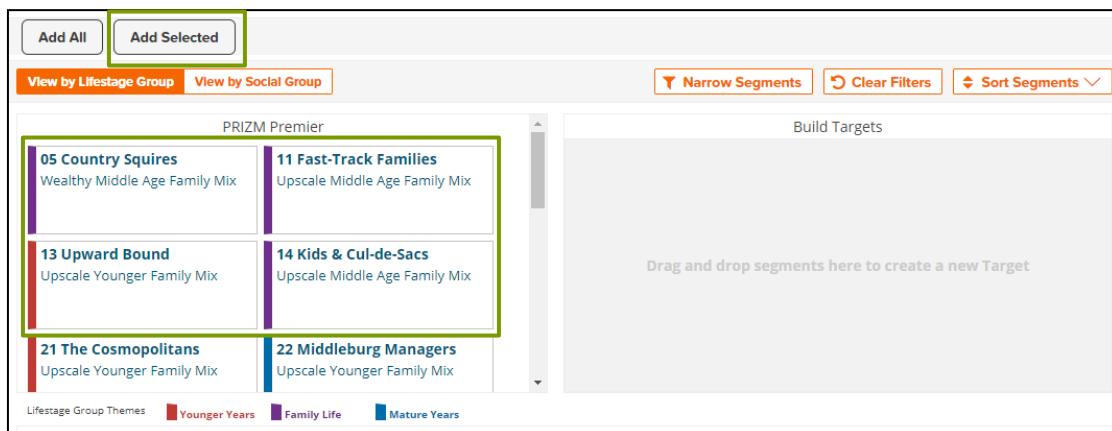 Add All
Add Selected
View by Lifestage Group
View by Social Group
Narrow Segments
Clear Filters
Sort Segments
PRIZM Premier
Build Targets
05 Country Squires
Wealthy Middle Age Family Mix
11 Fast-Track Families
Upscale Middle Age Family Mix
13 Upward Bound
Upscale Younger Family Mix
14 Kids & Cul-de-Sacs
Upscale Middle Age Family Mix
21 The Cosmopolitans
Upscale Younger Family Mix
22 Middleburg Managers
Upscale Younger Family Mix
Drag and drop segments here to create a new Target
Lifestage Group Themes
Younger Years
Family Life
Mature Years